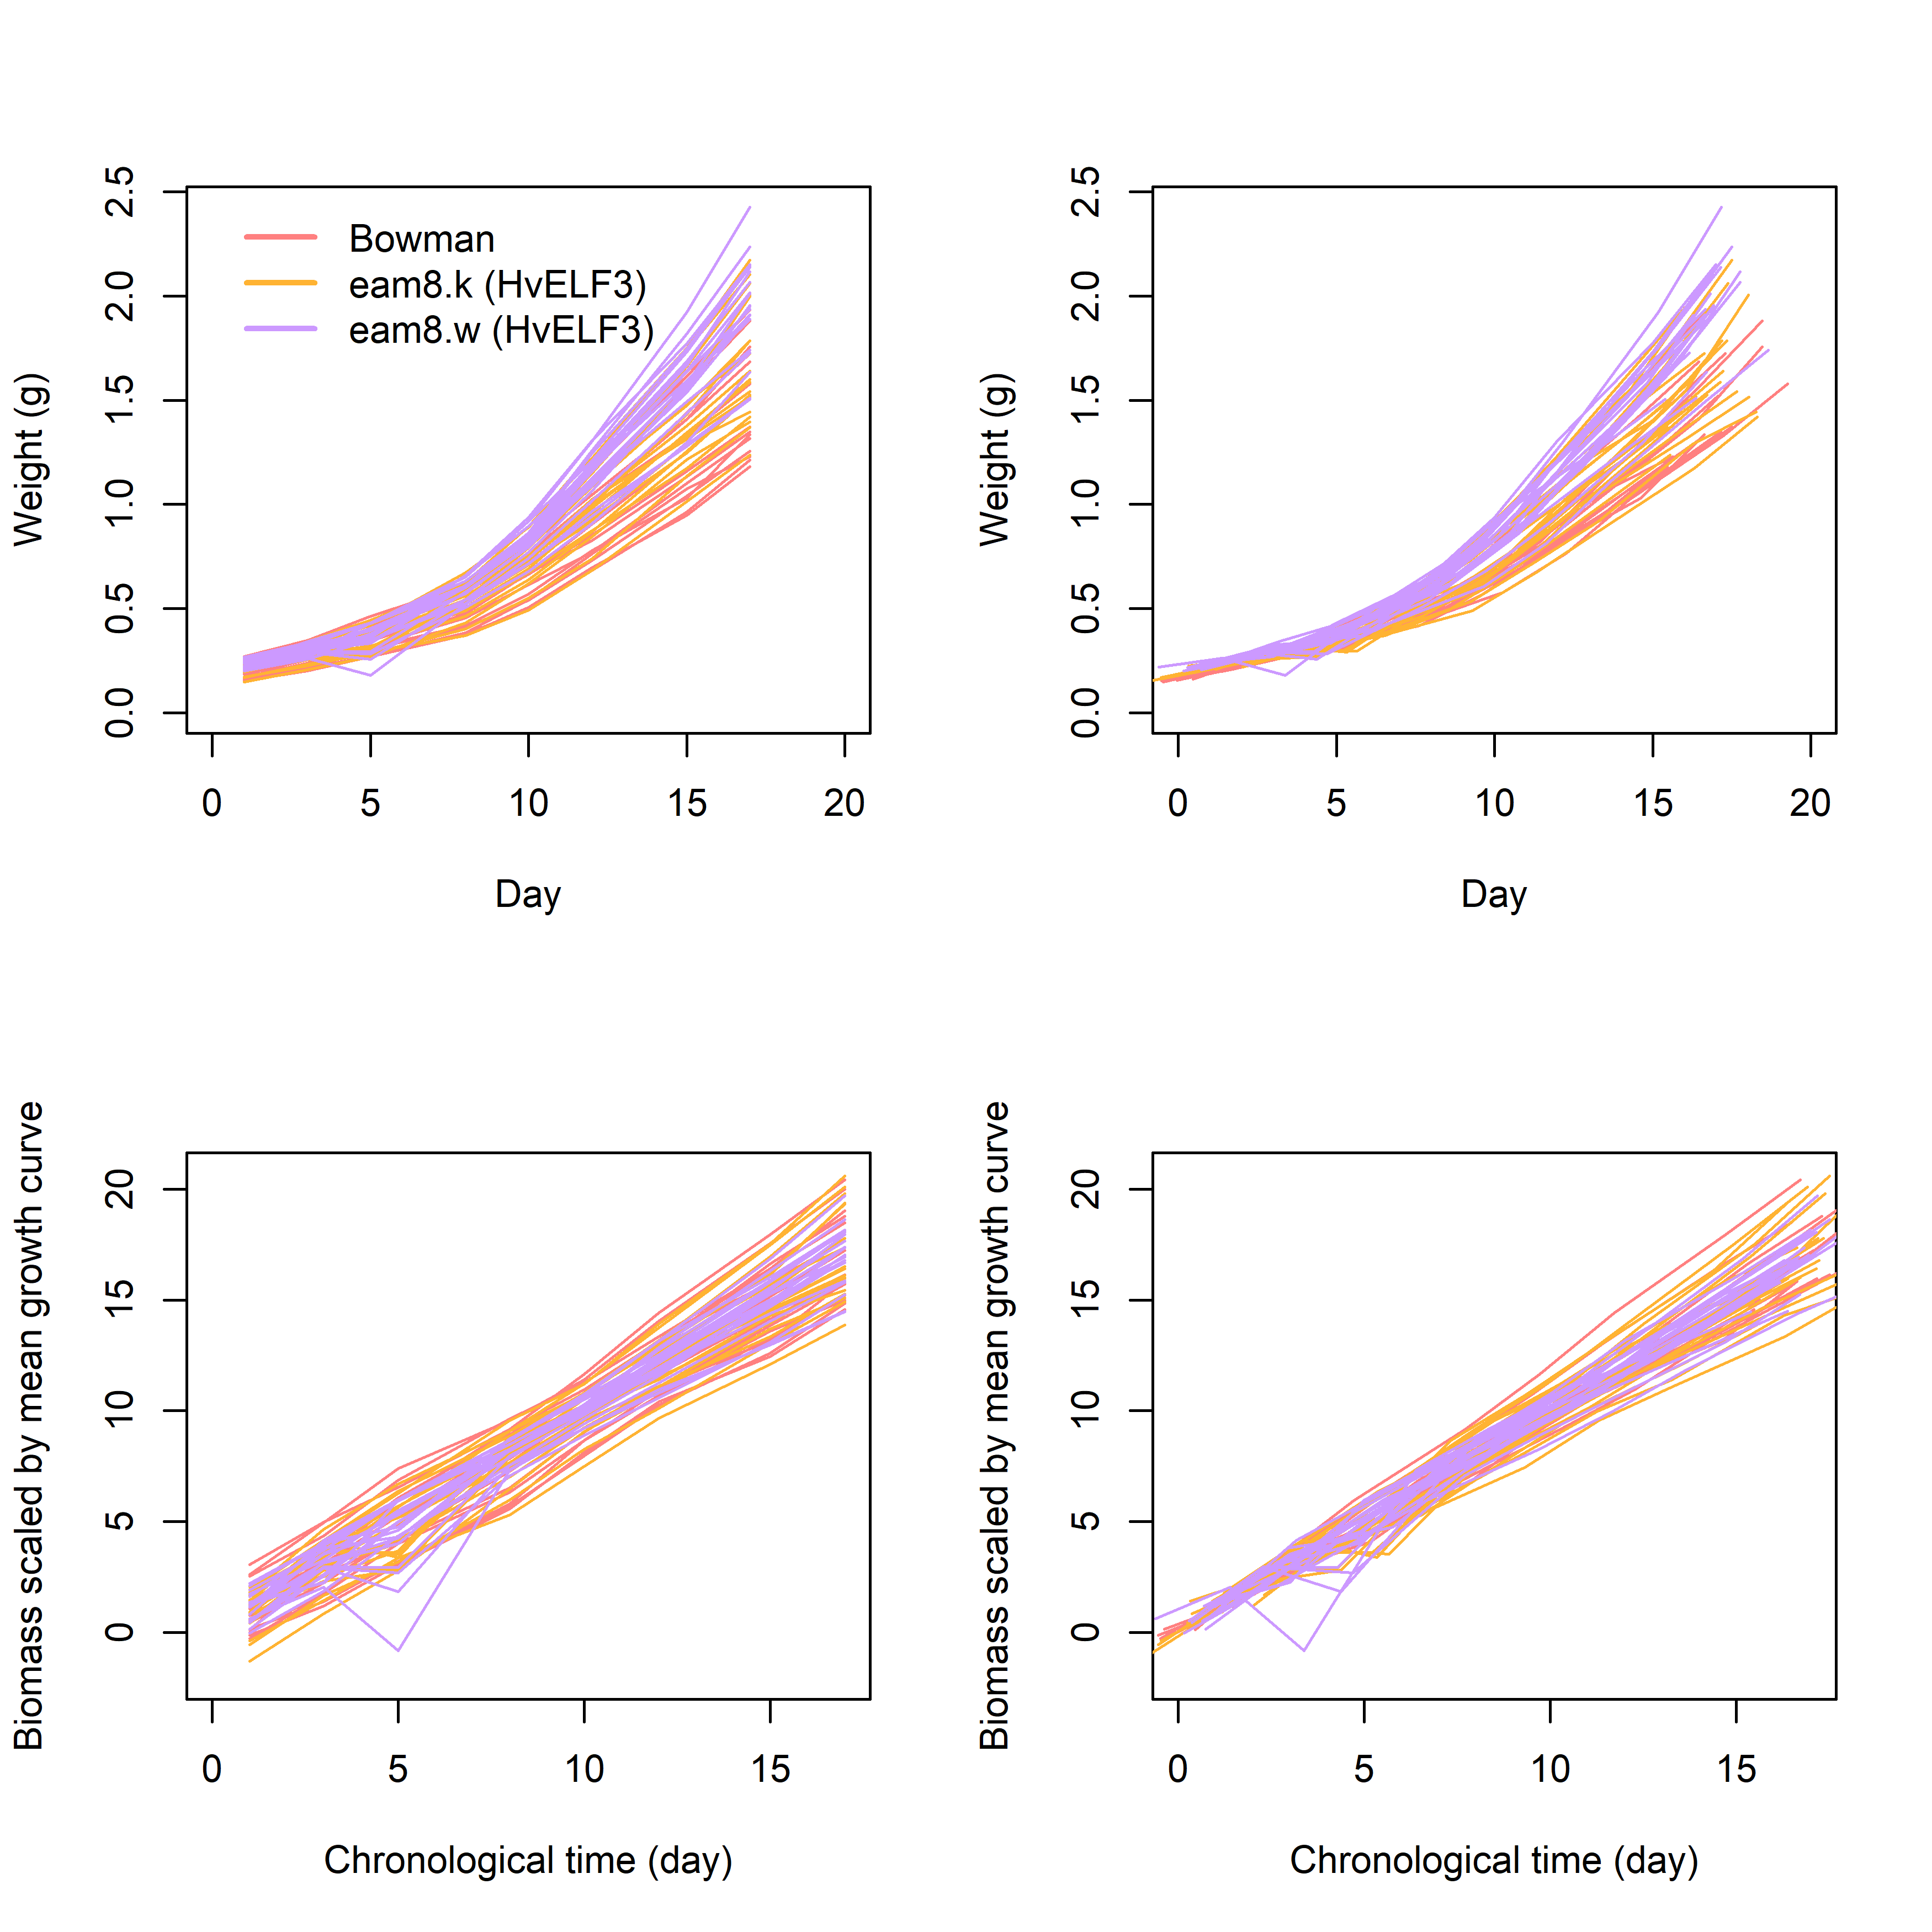 Weight (g)
2.5
2.0
1.5
1.0
0.5
0.0
Bowman
eam8.k (HvELF3)
eam8.w (HvELF3)
0 5 10 15 20
Day
Weight (g)
2.5
2.0
1.5
1.0
0.5
0.0
0 5 10 15 20
Day
Biomass scaled by mean growth curve
20
15
10
5
0
0 5 10 15
Chronological time (day)
Biomass scaled by mean growth curve
20
15
10
5
0
0 5 10 15
Chronological time (day)